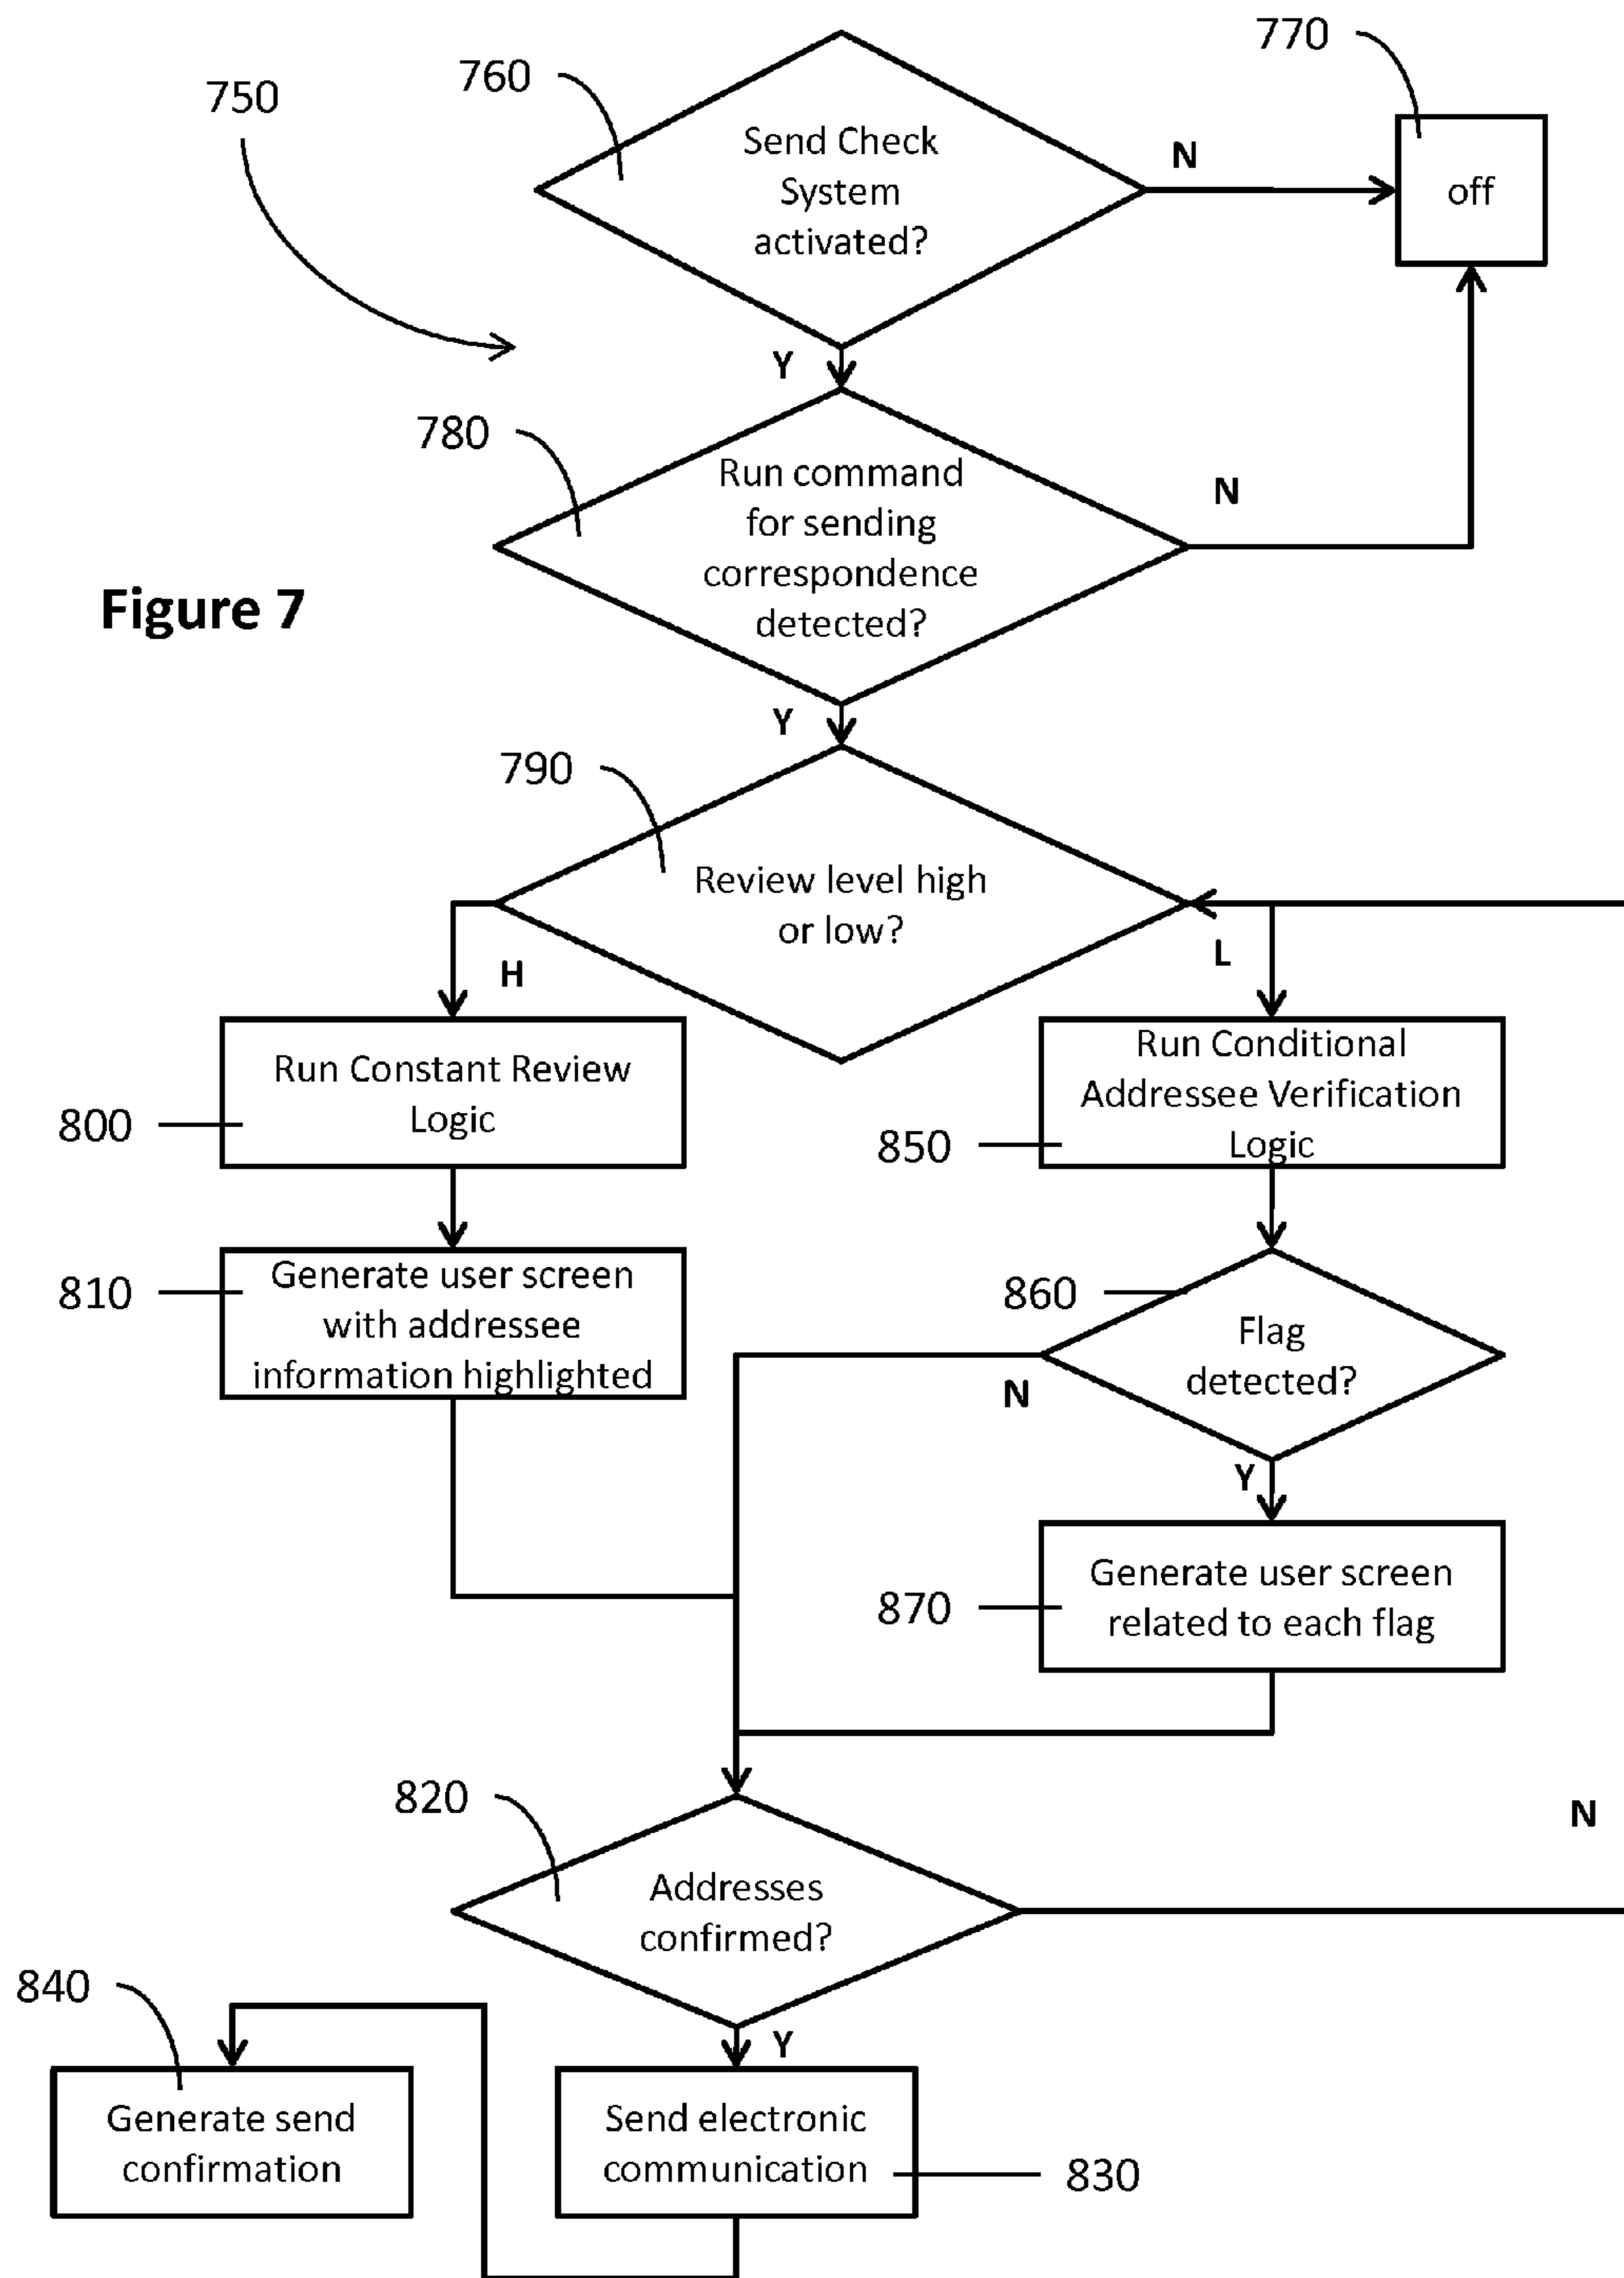 770
760
750
Send Check
System
activated?
N
off
Y
780
Run command
for sending
correspondence
detected?
N
Figure 7
Y
790
Review level high
or low?
H
L
Run Constant Review
Logic
800
Run Conditional
Addressee Verification
Logic
850
Generate user screen
with addressee
information highlighted
810
860
Flag
detected?
N
Y
Generate user screen
related to each flag
870
820
Addresses
confirmed?
N
840
Y
Generate send
confirmation
Send electronic
communication
830